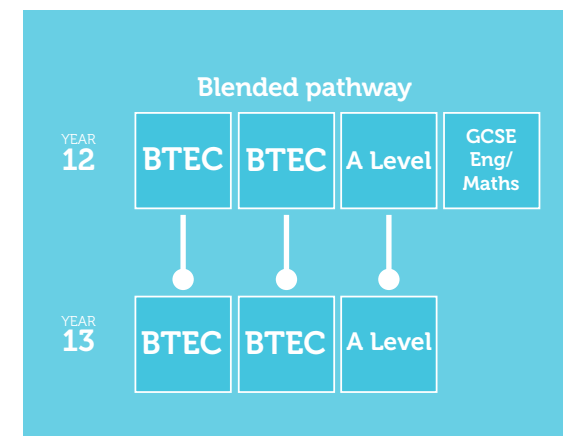 Blended pathway
YEAR
12
BTEC
BTEC
A Level
GCSE
Eng/
Maths
YEAR
13
BTEC
BTEC
A Level